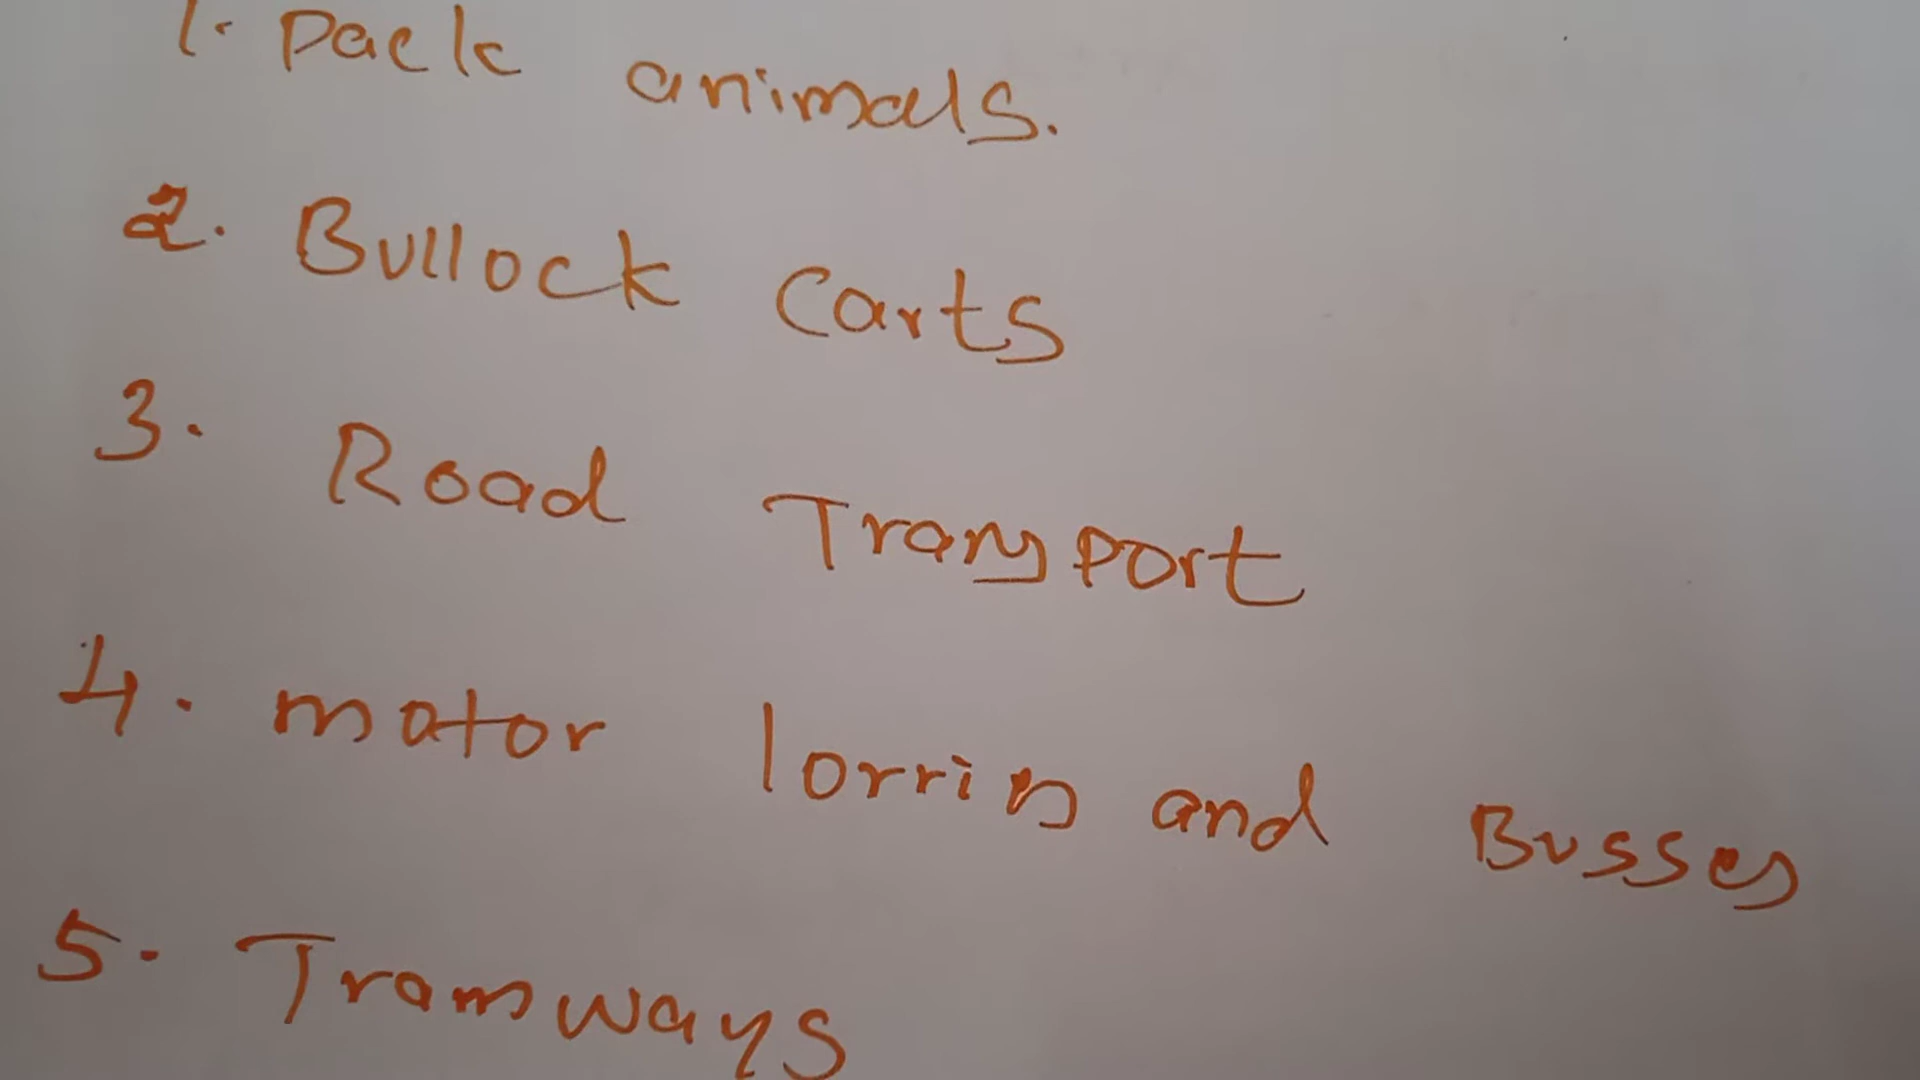 1. Pack animals.
2. Bullock Carts
3. Road Transport
4. motor lorries and Busses
5. Tramways